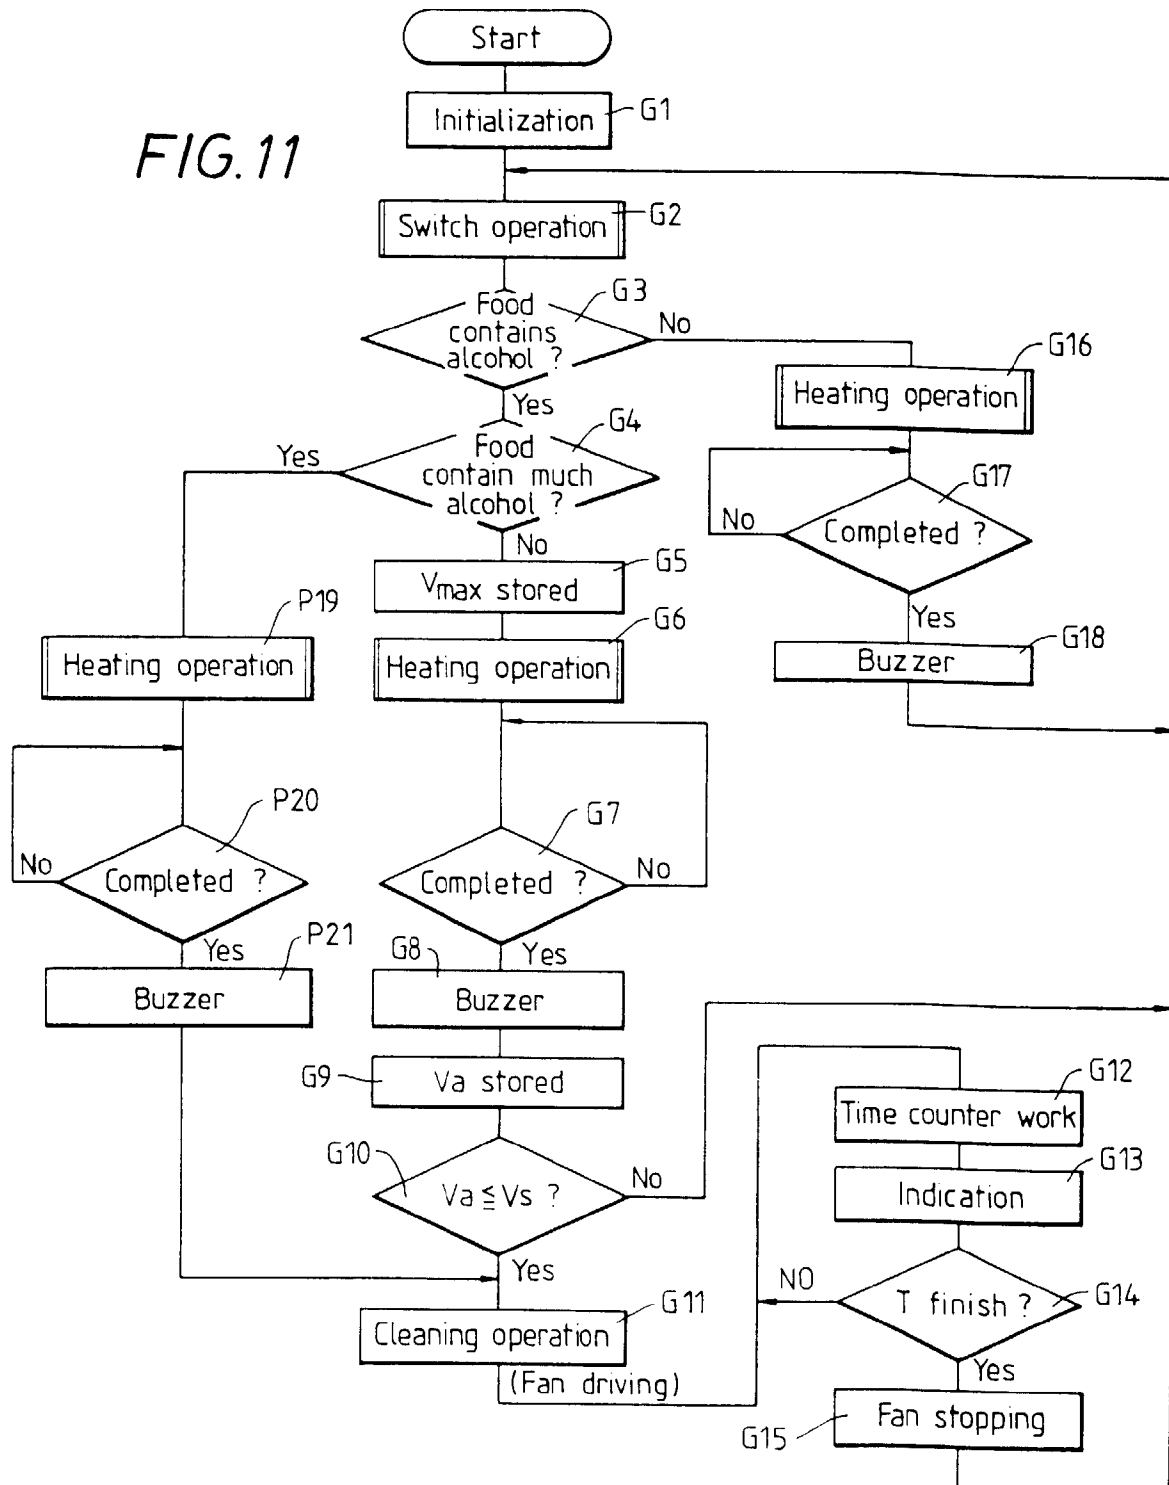 Start
Initialization
G1
FIG.11
Switch operation
G2
Food
contains
alcohol ?
G3
No
Yes
Heating operation
G16
Food
contain much
alcohol ?
G4
Yes
No
Completed ?
G17
No
Yes
Vmax stored
G5
Buzzer
G18
Heating operation
P19
Heating operation
G6
Completed ?
P20
No
Yes
Completed ?
G7
No
Yes
Buzzer
P21
Buzzer
G8
Va stored
G9
Va ≦ Vs ?
G10
No
Yes
Time counter work
G12
Indication
G13
T finish ?
G14
NO
Yes
Cleaning operation
G11
(Fan driving)
Fan stopping
G15